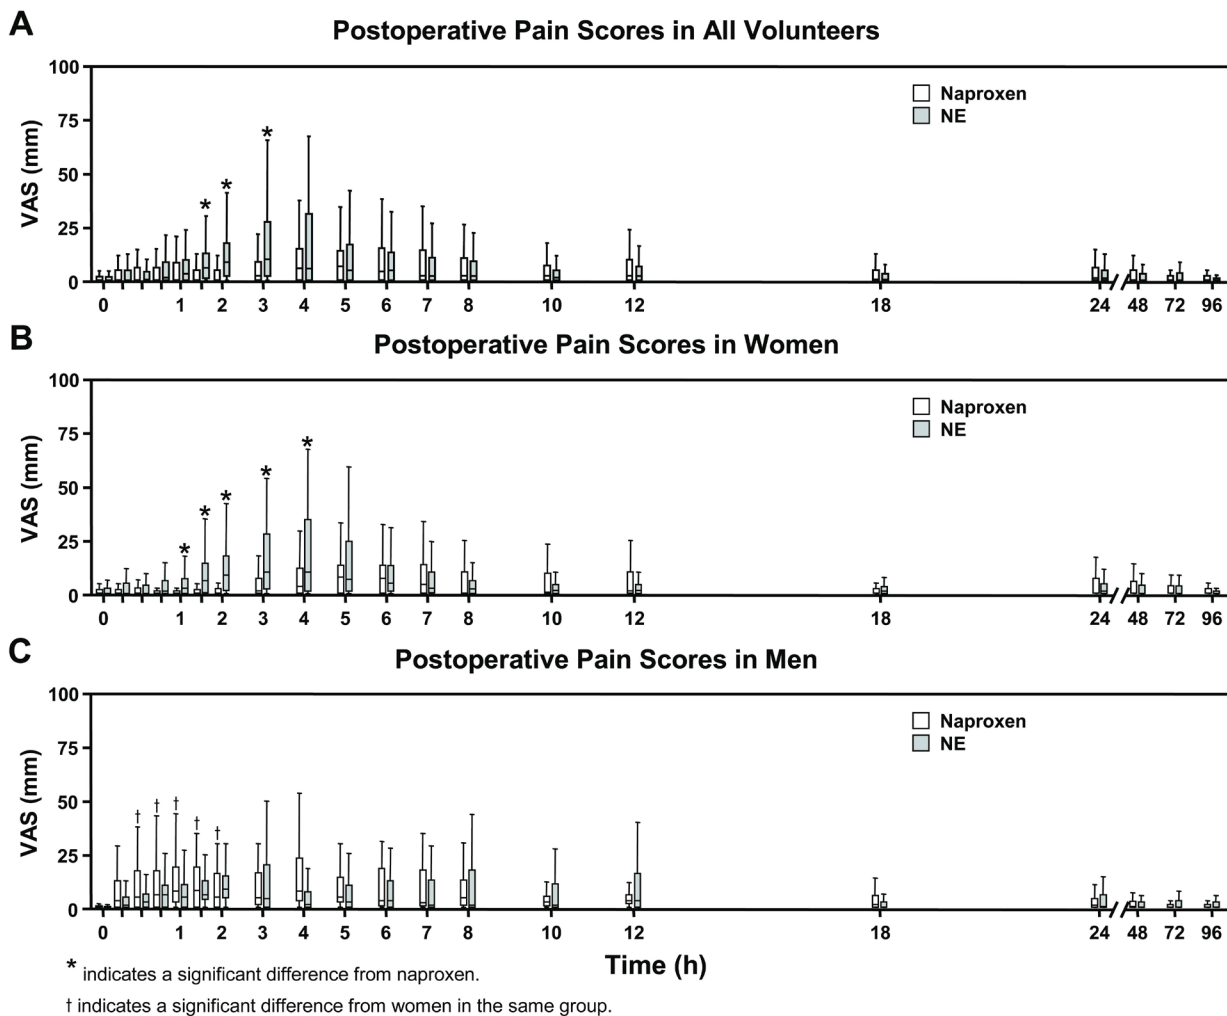 A
Postoperative Pain Scores in All Volunteers
VAS (mm)
100
75
50
25
0
Naproxen
NE
* * *
0 1 2 3 4 5 6 7 8 10 12 18 24 48 72 96
B
Postoperative Pain Scores in Women
VAS (mm)
100
75
50
25
0
Naproxen
NE
* * * * *
0 1 2 3 4 5 6 7 8 10 12 18 24 48 72 96
C
Postoperative Pain Scores in Men
VAS (mm)
100
75
50
25
0
Naproxen
NE
† † † † †
0 1 2 3 4 5 6 7 8 10 12 18 24 48 72 96
Time (h)
* indicates a significant difference from naproxen.
† indicates a significant difference from women in the same group.